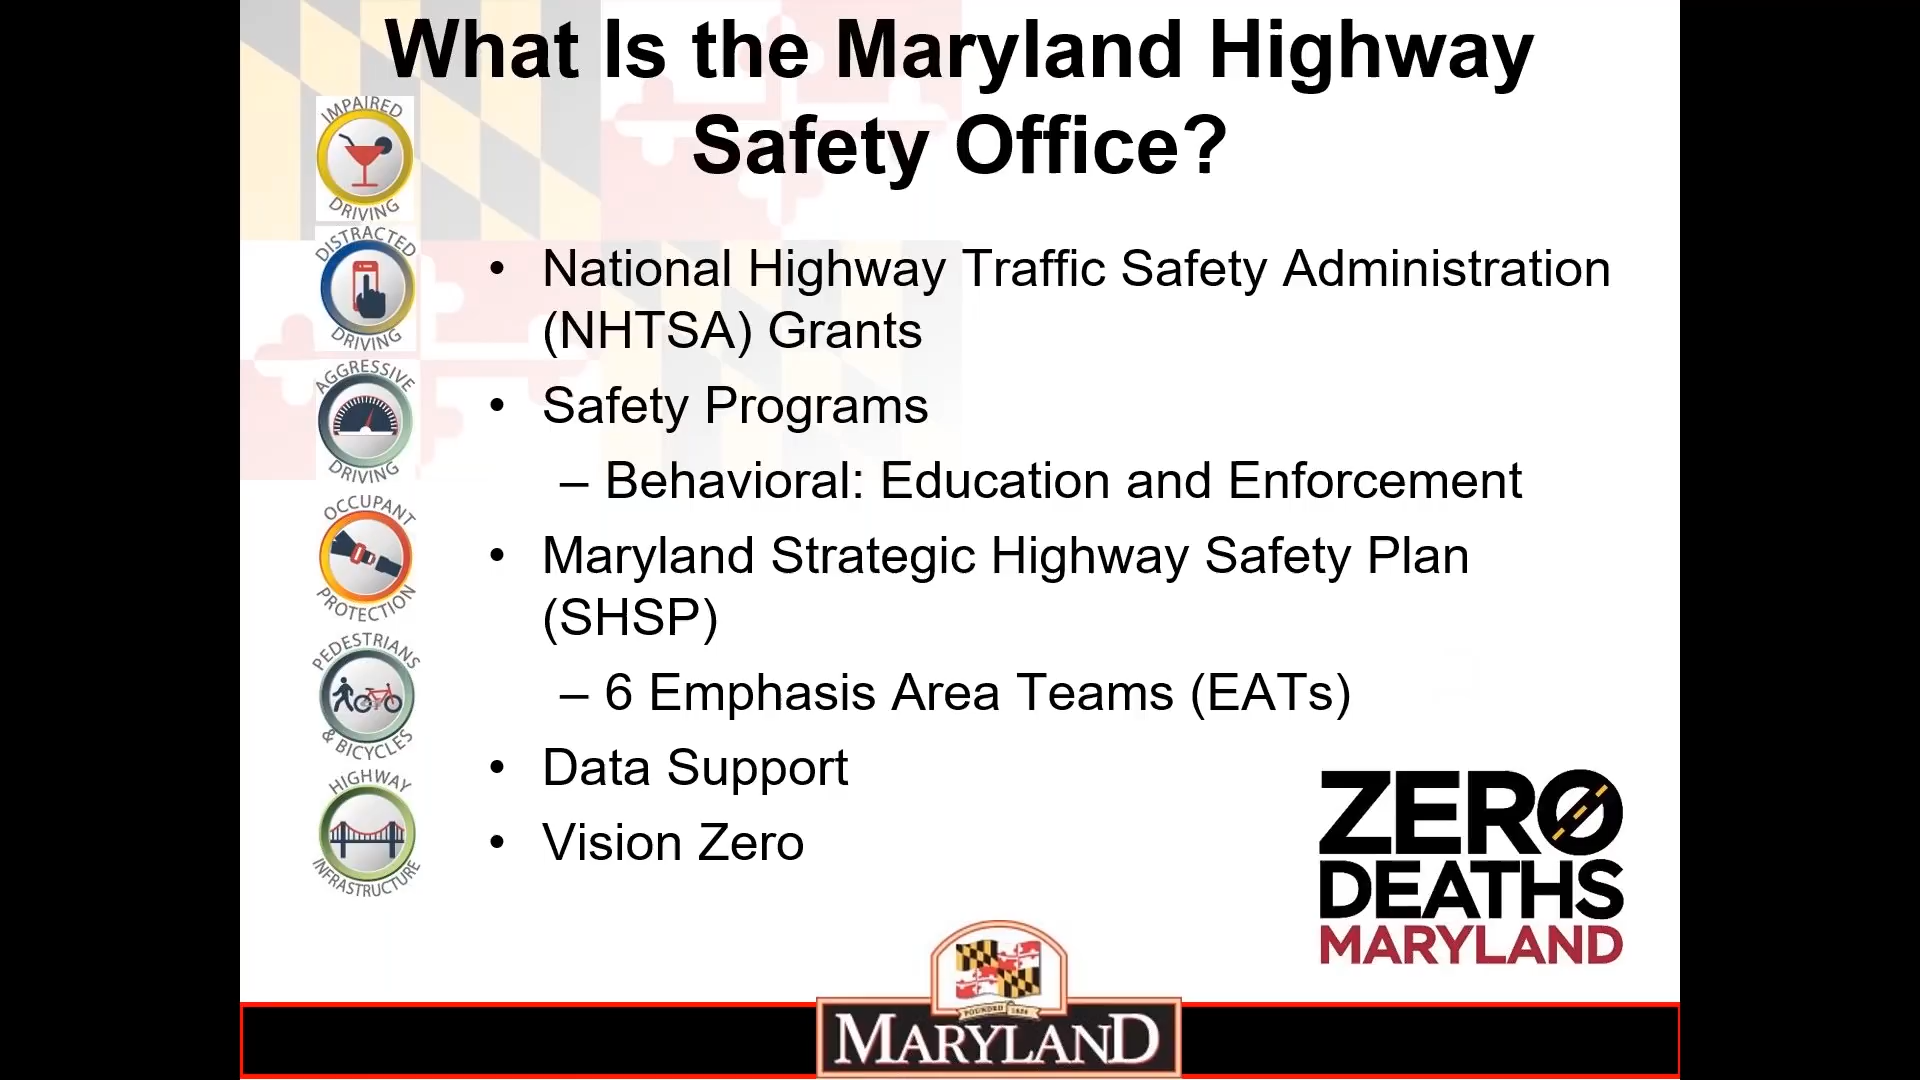 What Is the Maryland Highway
Safety Office?
IMPAIRED
DRIVING
DISTRACTED
DRIVING
AGGRESSIVE
DRIVING
OCCUPANT
PROTECTION
PEDESTRIANS
& BICYCLES
HIGHWAY
INFRASTRUCTURE
• National Highway Traffic Safety Administration
(NHTSA) Grants
• Safety Programs
– Behavioral: Education and Enforcement
• Maryland Strategic Highway Safety Plan
(SHSP)
– 6 Emphasis Area Teams (EATs)
• Data Support
• Vision Zero
ZERO
DEATHS
MARYLAND
FOUNDED
MARYLAND